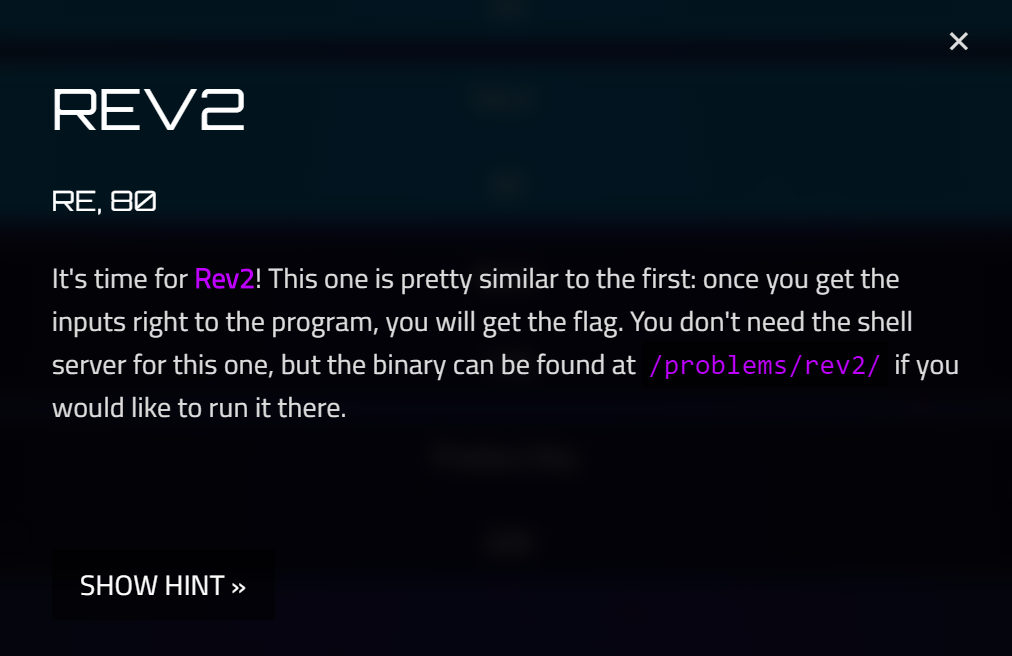 ×
REV2
RE, 80
It's time for Rev2! This one is pretty similar to the first: once you get the
inputs right to the program, you will get the flag. You don't need the shell
server for this one, but the binary can be found at /problems/rev2/ if you
would like to run it there.
SHOW HINT »